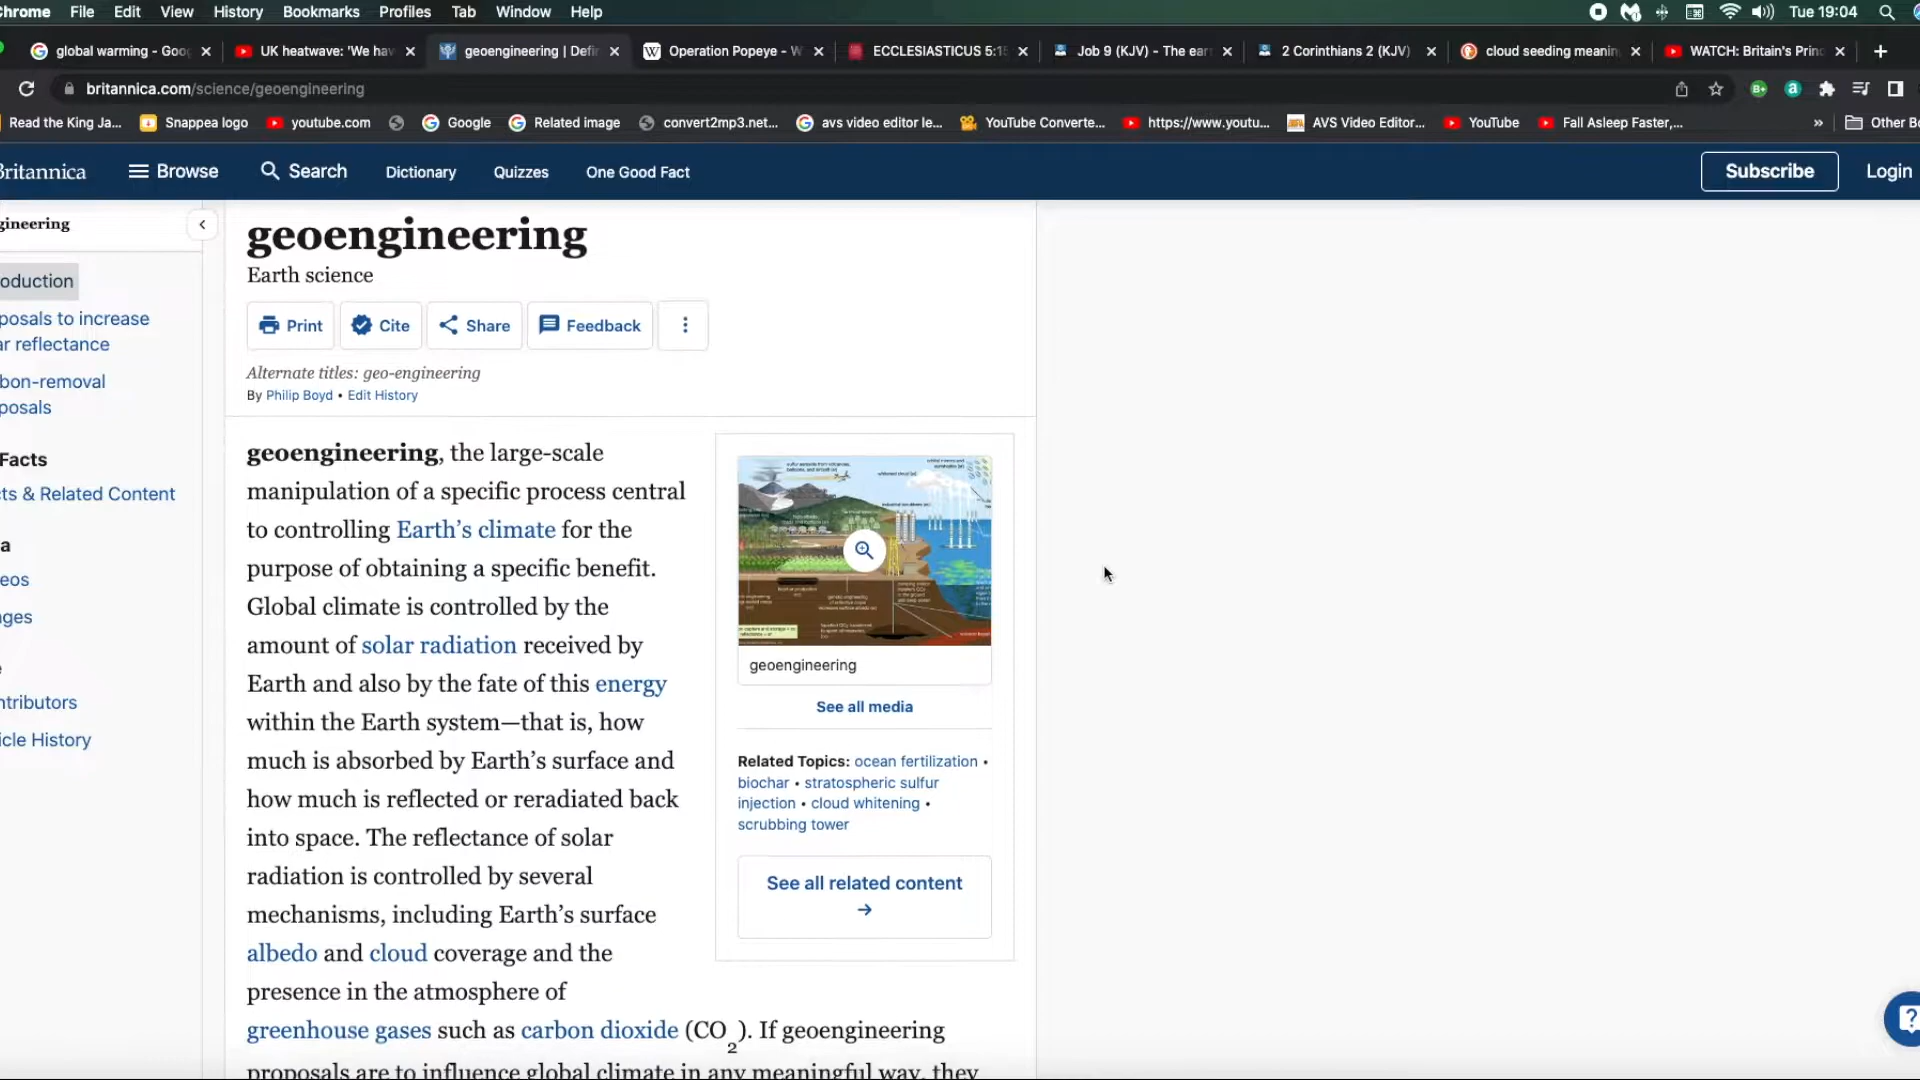 Chrome File Edit View History Bookmarks Profiles Tab Window Help Tue 19:04
global warming - Goo UK heatwave: 'We hav geoengineering | Defin Operation Popeye - W ECCLESIASTICUS 5:15 Job 9 (KJV) - The ear 2 Corinthians 2 (KJV) cloud seeding meanin WATCH: Britain's Prin
britannica.com/science/geoengineering
Read the King Ja... Snappea logo youtube.com Google Related image convert2mp3.net... avs video editor le... YouTube Converte... https://www.youtu... AVS Video Editor... YouTube Fall Asleep Faster,... » Other Bo
Britannica Browse Search Dictionary Quizzes One Good Fact Subscribe Login
gineering
oduction
posals to increase
ar reflectance
bon-removal
posals
Facts
ts & Related Content
a
eos
ges
ntributors
icle History
geoengineering
Earth science
Print Cite Share Feedback
Alternate titles: geo-engineering
By Philip Boyd • Edit History
geoengineering, the large-scale
manipulation of a specific process central
to controlling Earth's climate for the
purpose of obtaining a specific benefit.
Global climate is controlled by the
amount of solar radiation received by
Earth and also by the fate of this energy
within the Earth system—that is, how
much is absorbed by Earth's surface and
how much is reflected or reradiated back
into space. The reflectance of solar
radiation is controlled by several
mechanisms, including Earth's surface
albedo and cloud coverage and the
presence in the atmosphere of
greenhouse gases such as carbon dioxide (CO2). If geoengineering
proposals are to influence global climate in any meaningful way, they
geoengineering
See all media
Related Topics: ocean fertilization •
biochar • stratospheric sulfur
injection • cloud whitening •
scrubbing tower
See all related content
→